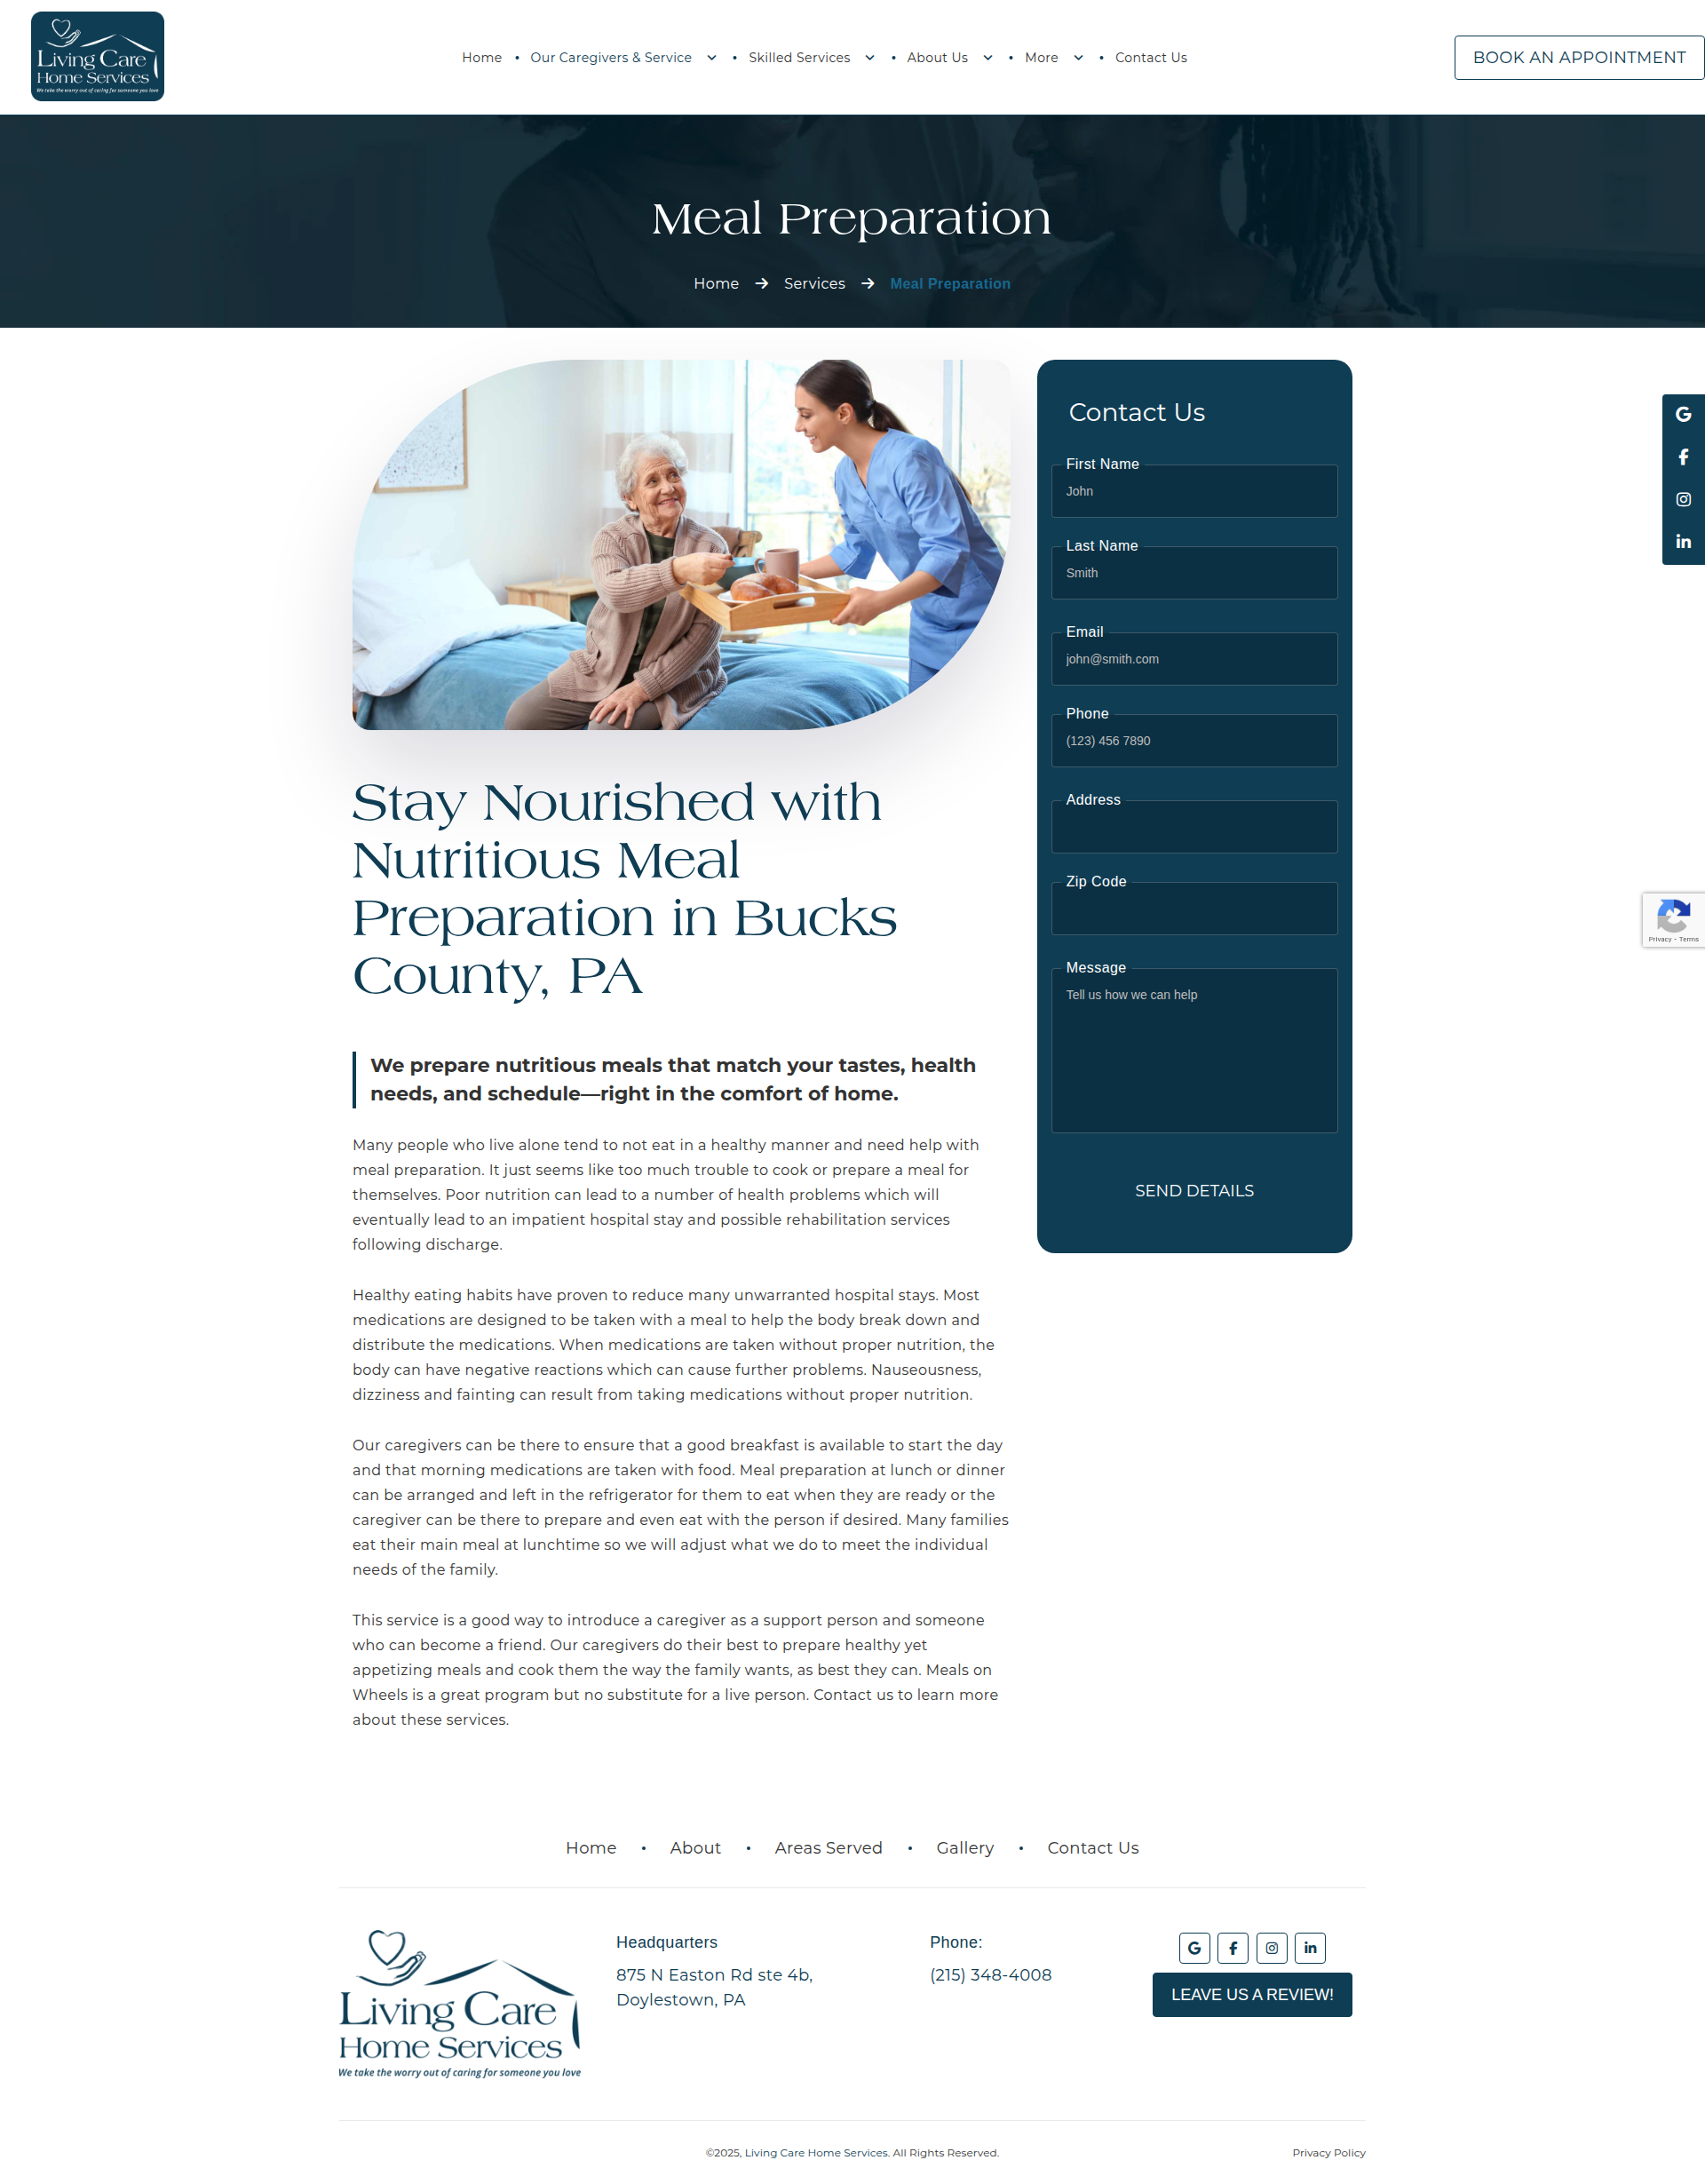 Living Care
Home Services
We take the worry out of caring for someone you love
Home • Our Caregivers & Service • Skilled Services • About Us • More • Contact Us
BOOK AN APPOINTMENT
Meal Preparation
Home → Services → Meal Preparation
Contact Us
First Name
John
Last Name
Smith
Email
john@smith.com
Phone
(123) 456 7890
Address
Zip Code
Message
Tell us how we can help
SEND DETAILS
Privacy - Terms
Stay Nourished with
Nutritious Meal
Preparation in Bucks
County, PA
We prepare nutritious meals that match your tastes, health
needs, and schedule—right in the comfort of home.
Many people who live alone tend to not eat in a healthy manner and need help with
meal preparation. It just seems like too much trouble to cook or prepare a meal for
themselves. Poor nutrition can lead to a number of health problems which will
eventually lead to an impatient hospital stay and possible rehabilitation services
following discharge.
Healthy eating habits have proven to reduce many unwarranted hospital stays. Most
medications are designed to be taken with a meal to help the body break down and
distribute the medications. When medications are taken without proper nutrition, the
body can have negative reactions which can cause further problems. Nauseousness,
dizziness and fainting can result from taking medications without proper nutrition.
Our caregivers can be there to ensure that a good breakfast is available to start the day
and that morning medications are taken with food. Meal preparation at lunch or dinner
can be arranged and left in the refrigerator for them to eat when they are ready or the
caregiver can be there to prepare and even eat with the person if desired. Many families
eat their main meal at lunchtime so we will adjust what we do to meet the individual
needs of the family.
This service is a good way to introduce a caregiver as a support person and someone
who can become a friend. Our caregivers do their best to prepare healthy yet
appetizing meals and cook them the way the family wants, as best they can. Meals on
Wheels is a great program but no substitute for a live person. Contact us to learn more
about these services.
Home • About • Areas Served • Gallery • Contact Us
Living Care
Home Services
We take the worry out of caring for someone you love
Headquarters
875 N Easton Rd ste 4b,
Doylestown, PA
Phone:
(215) 348-4008
LEAVE US A REVIEW!
©2025, Living Care Home Services. All Rights Reserved.
Privacy Policy